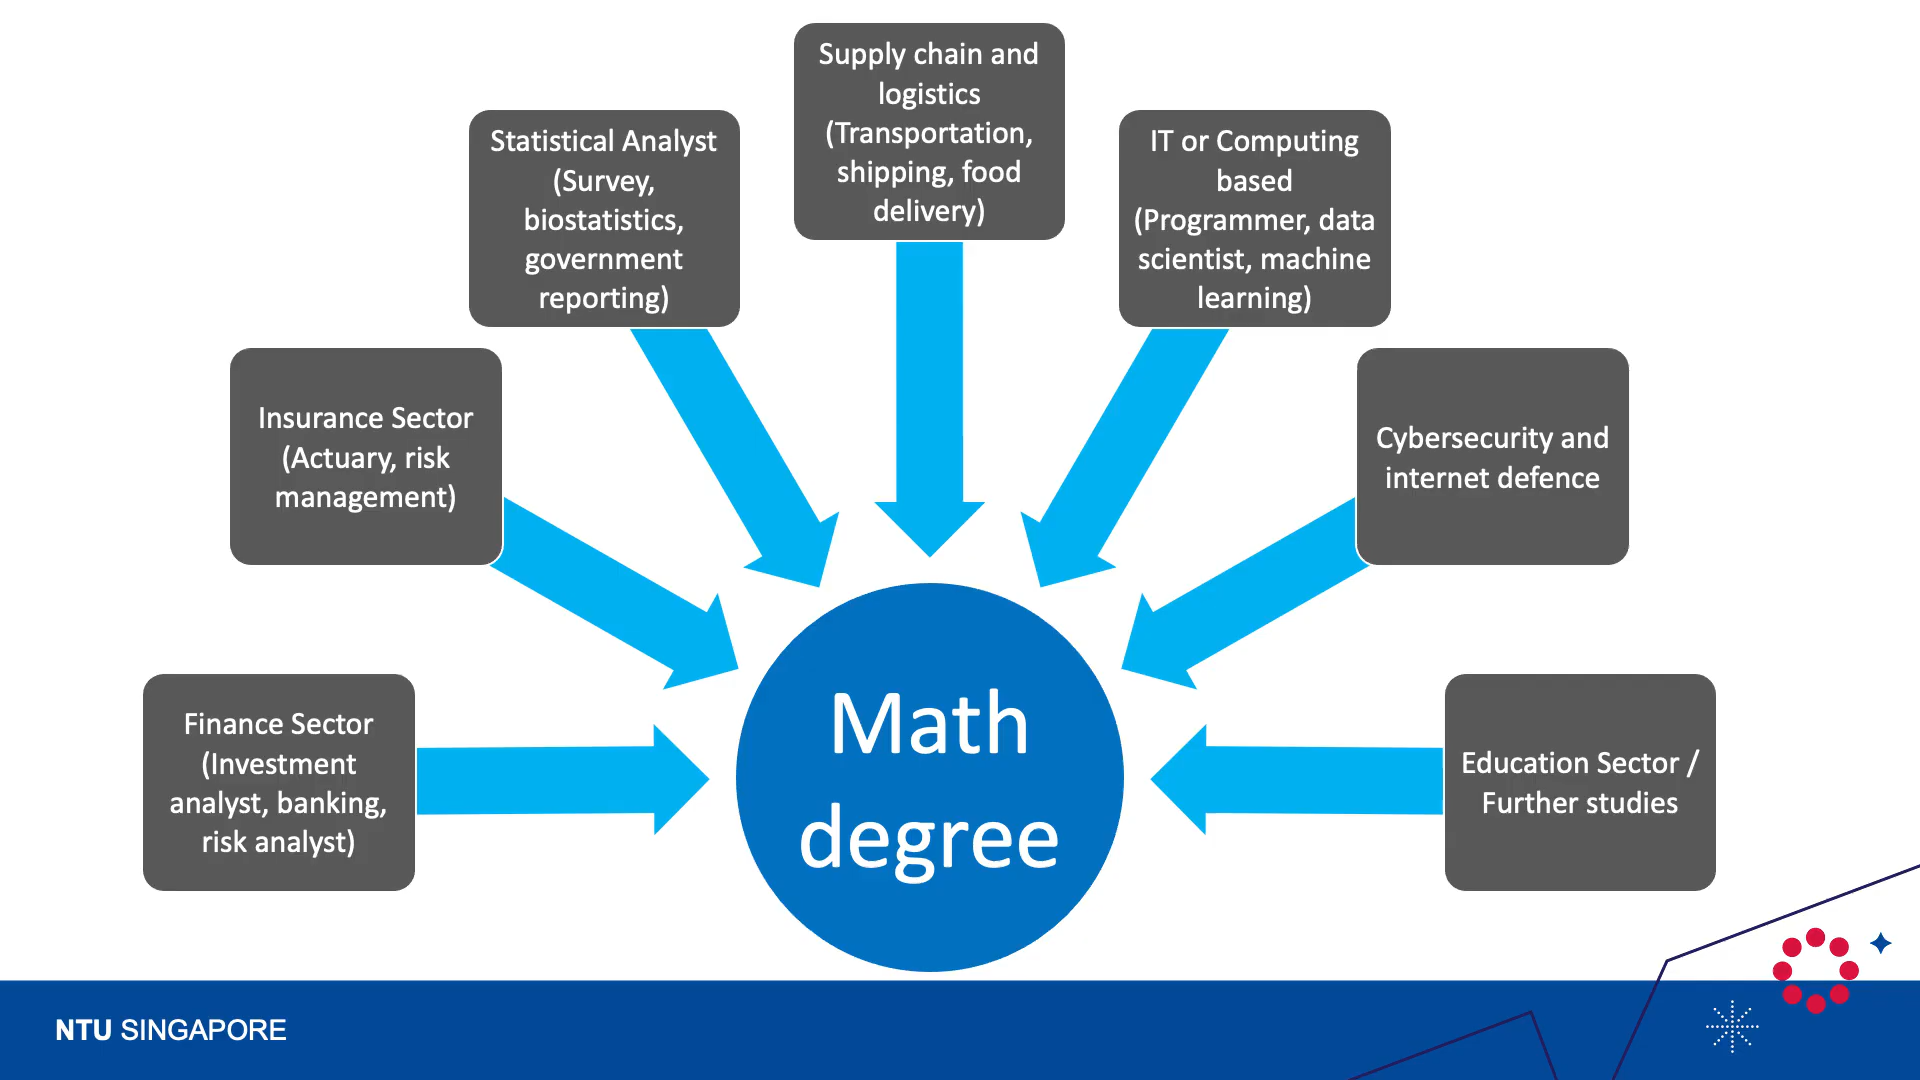 Supply chain and
logistics
(Transportation,
shipping, food
delivery)
Statistical Analyst
(Survey,
biostatistics,
government
reporting)
IT or Computing
based
(Programmer, data
scientist, machine
learning)
Insurance Sector
(Actuary, risk
management)
Cybersecurity and
internet defence
Finance Sector
(Investment
analyst, banking,
risk analyst)
Math
degree
Education Sector /
Further studies
NTU SINGAPORE